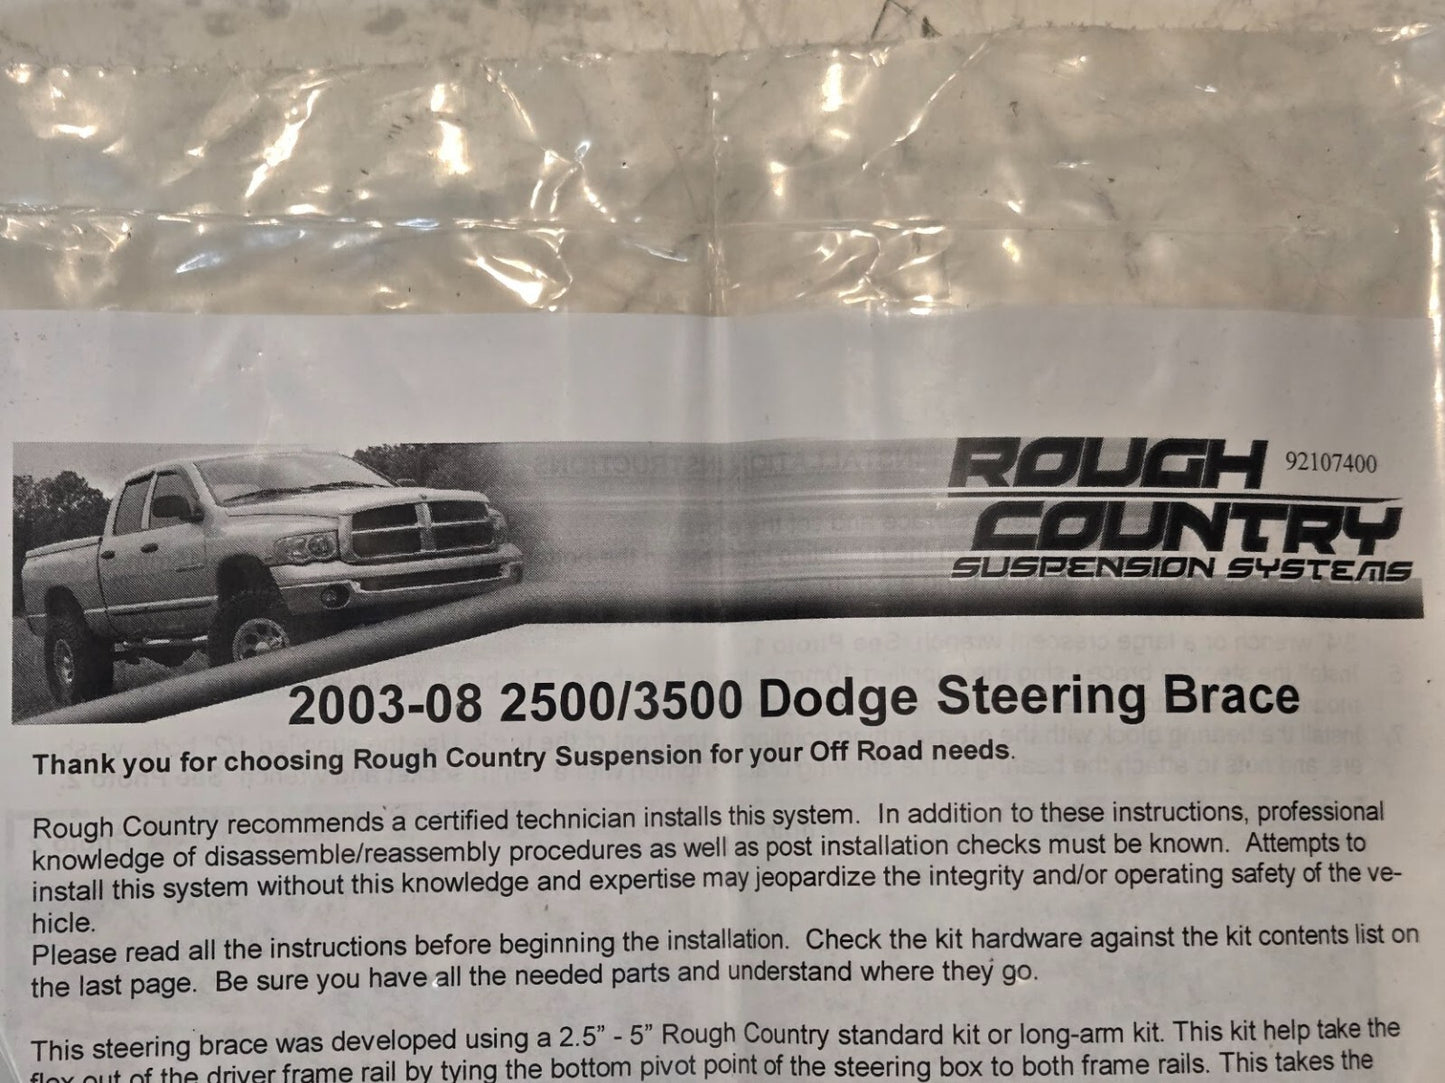 ROUGH 92107400
COUNTRY
SUSPENSION SYSTEMS
2003-08 2500/3500 Dodge Steering Brace
Thank you for choosing Rough Country Suspension for your Off Road needs.
Rough Country recommends a certified technician installs this system. In addition to these instructions, professional
knowledge of disassemble/reassembly procedures as well as post installation checks must be known. Attempts to
install this system without this knowledge and expertise may jeopardize the integrity and/or operating safety of the ve-
hicle.
Please read all the instructions before beginning the installation. Check the kit hardware against the kit contents list on
the last page. Be sure you have all the needed parts and understand where they go.
This steering brace was developed using a 2.5” - 5” Rough Country standard kit or long-arm kit. This kit help take the
flex out of the driver frame rail by tying the bottom pivot point of the steering box to both frame rails. This takes the